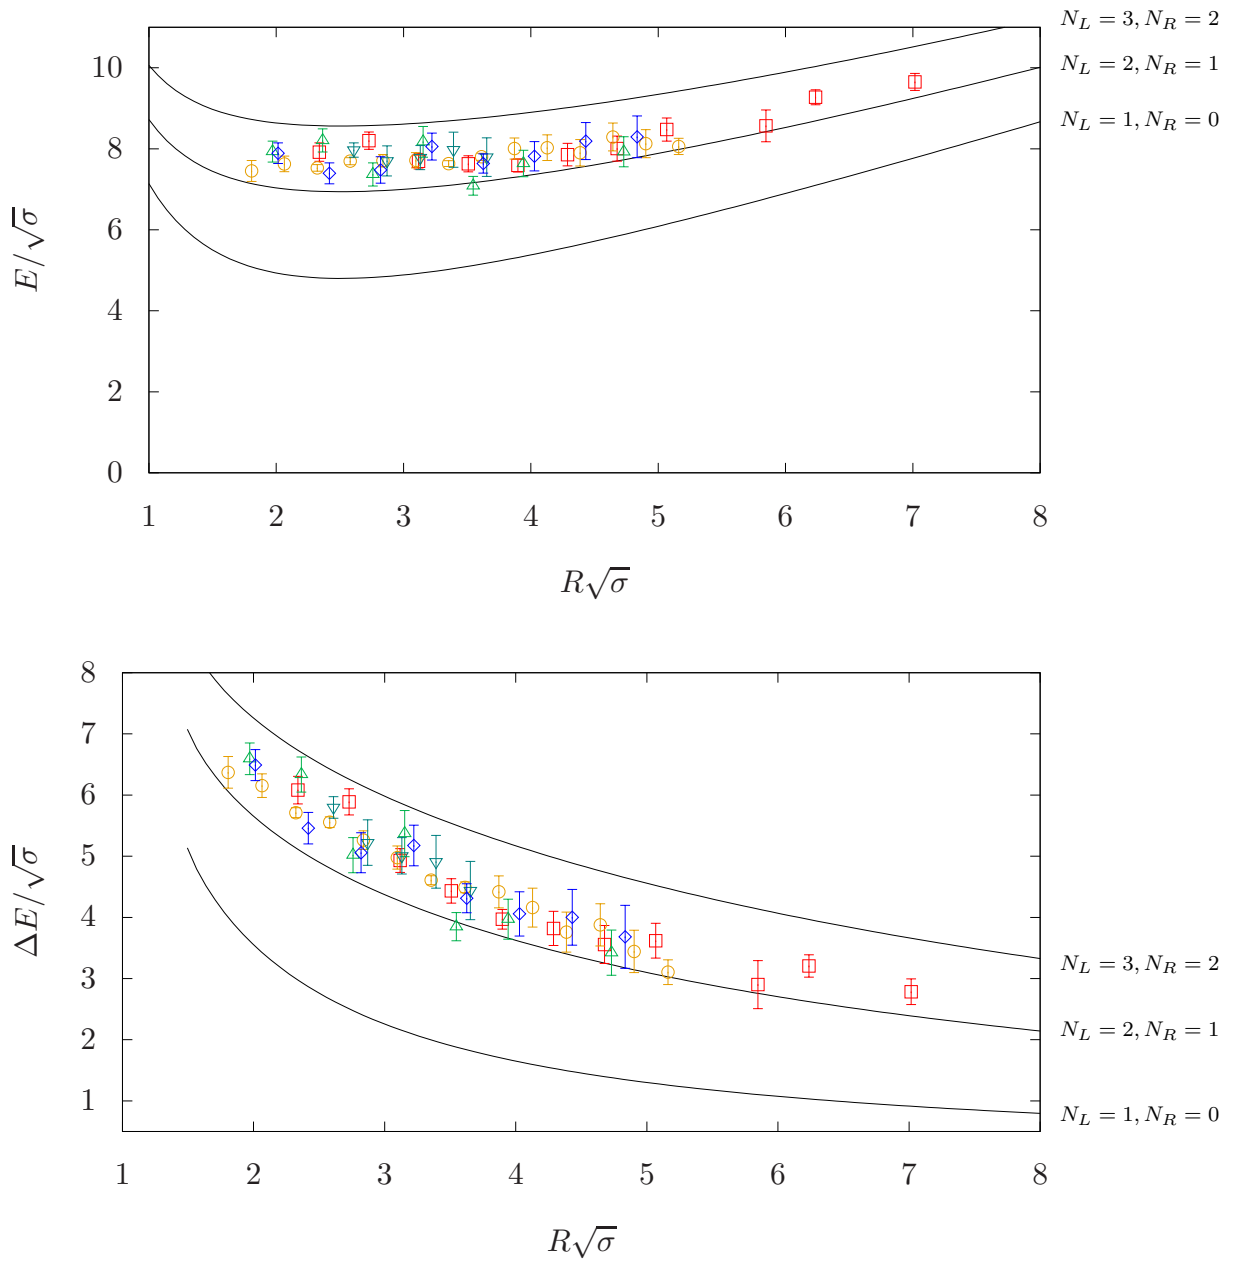 N_L = 3, N_R = 2
N_L = 2, N_R = 1
N_L = 1, N_R = 0
10
8
6
4
2
0
E/√σ
1 2 3 4 5 6 7 8
R√σ
8
7
6
5
4
3
2
1
ΔE/√σ
N_L = 3, N_R = 2
N_L = 2, N_R = 1
N_L = 1, N_R = 0
1 2 3 4 5 6 7 8
R√σ